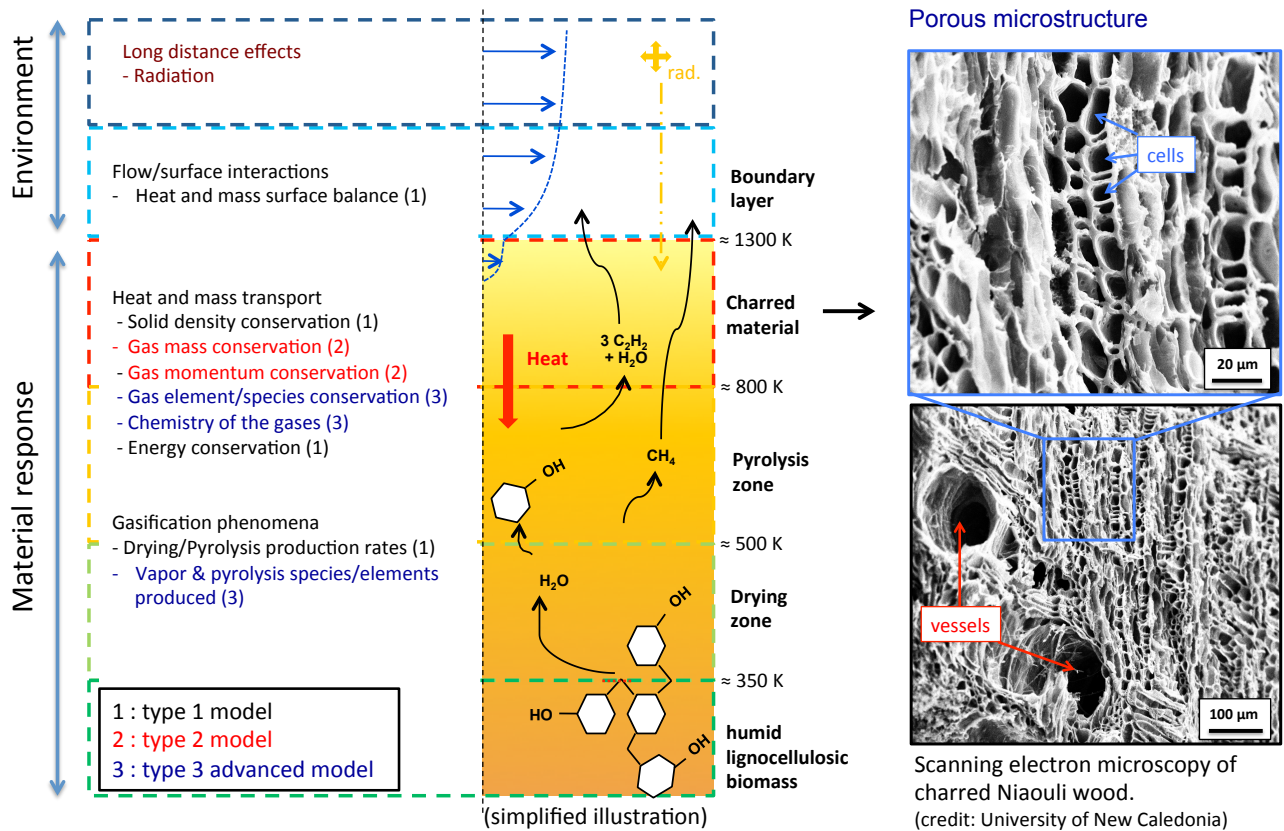 Environment
Material response
Long distance effects
- Radiation
Flow/surface interactions
- Heat and mass surface balance (1)
Heat and mass transport
- Solid density conservation (1)
- Gas mass conservation (2)
- Gas momentum conservation (2)
- Gas element/species conservation (3)
- Chemistry of the gases (3)
- Energy conservation (1)
Gasification phenomena
- Drying/Pyrolysis production rates (1)
- Vapor & pyrolysis species/elements
produced (3)
1 : type 1 model
2 : type 2 model
3 : type 3 advanced model
rad.
Heat
3 C₂H₂
+ H₂O
CH₄
OH
H₂O
OH
HO
OH
(simplified illustration)
Boundary
layer
≈ 1300 K
Charred
material
≈ 800 K
Pyrolysis
zone
≈ 500 K
Drying
zone
≈ 350 K
humid
lignocellulosic
biomass
Porous microstructure
cells
20 µm
vessels
100 µm
Scanning electron microscopy of
charred Niaouli wood.
(credit: University of New Caledonia)